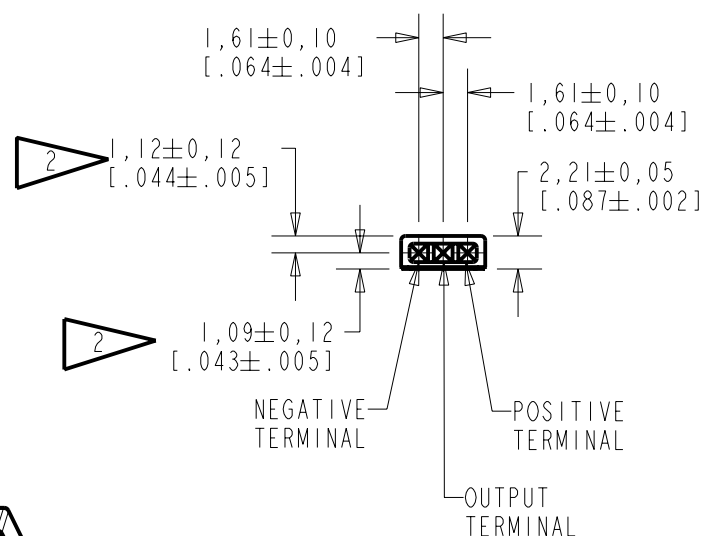 1,61±0,10
[.064±.004]
1,61±0,10
[.064±.004]
2
1,12±0,12
[.044±.005]
2,21±0,05
[.087±.002]
2
1,09±0,12
[.043±.005]
NEGATIVE
TERMINAL
POSITIVE
TERMINAL
OUTPUT
TERMINAL